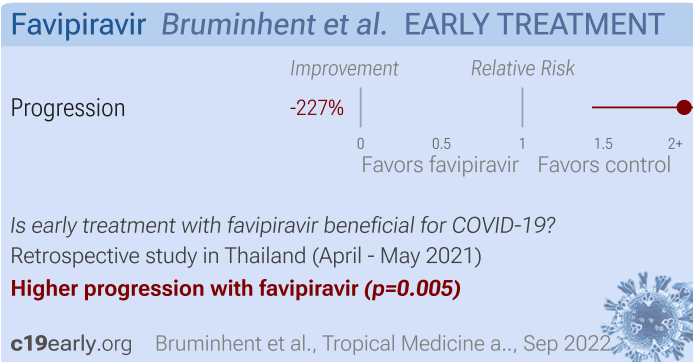 Favipiravir Bruminhent et al. EARLY TREATMENT
Improvement Relative Risk
Progression -227%
0 0.5 1 1.5 2+
Favors favipiravir Favors control
Is early treatment with favipiravir beneficial for COVID-19?
Retrospective study in Thailand (April - May 2021)
Higher progression with favipiravir (p=0.005)
c19early.org Bruminhent et al., Tropical Medicine a.., Sep 2022